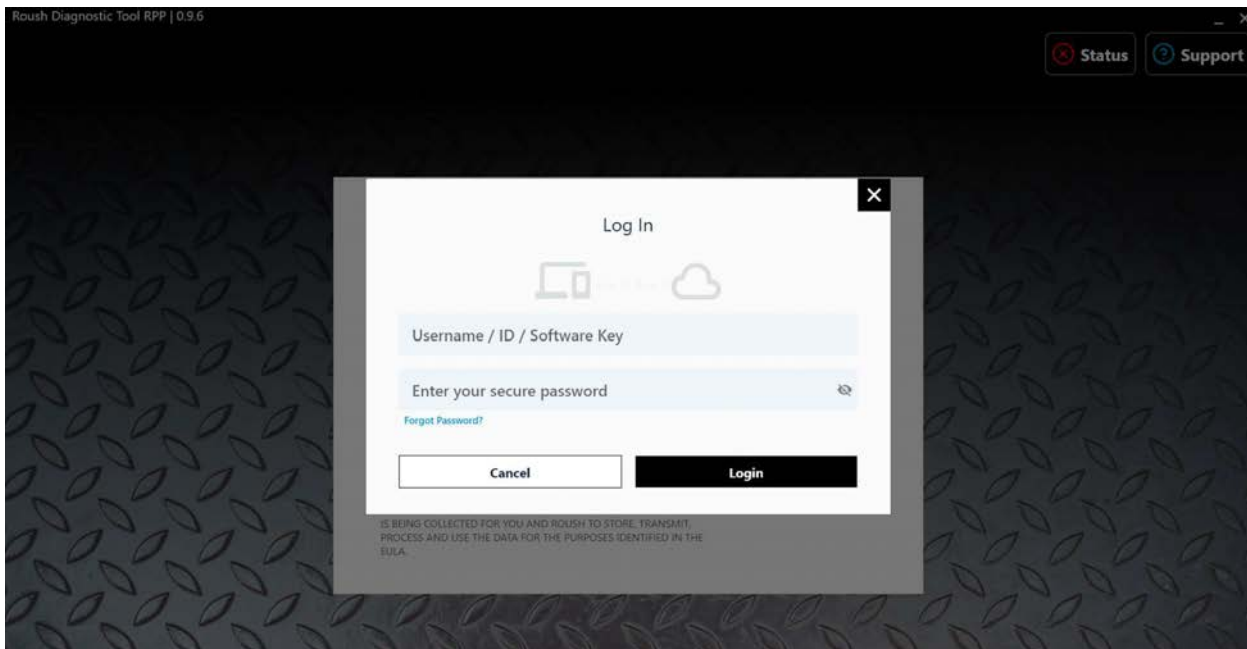 Roush Diagnostic Tool RPP | 0.9.6
Status
Support
Log In
Username / ID / Software Key
Enter your secure password
Forgot Password?
Cancel
Login
IS BEING COLLECTED FOR YOU AND ROUSH TO STORE, TRANSMIT,
PROCESS AND USE THE DATA FOR THE PURPOSES IDENTIFIED IN THE
EULA.